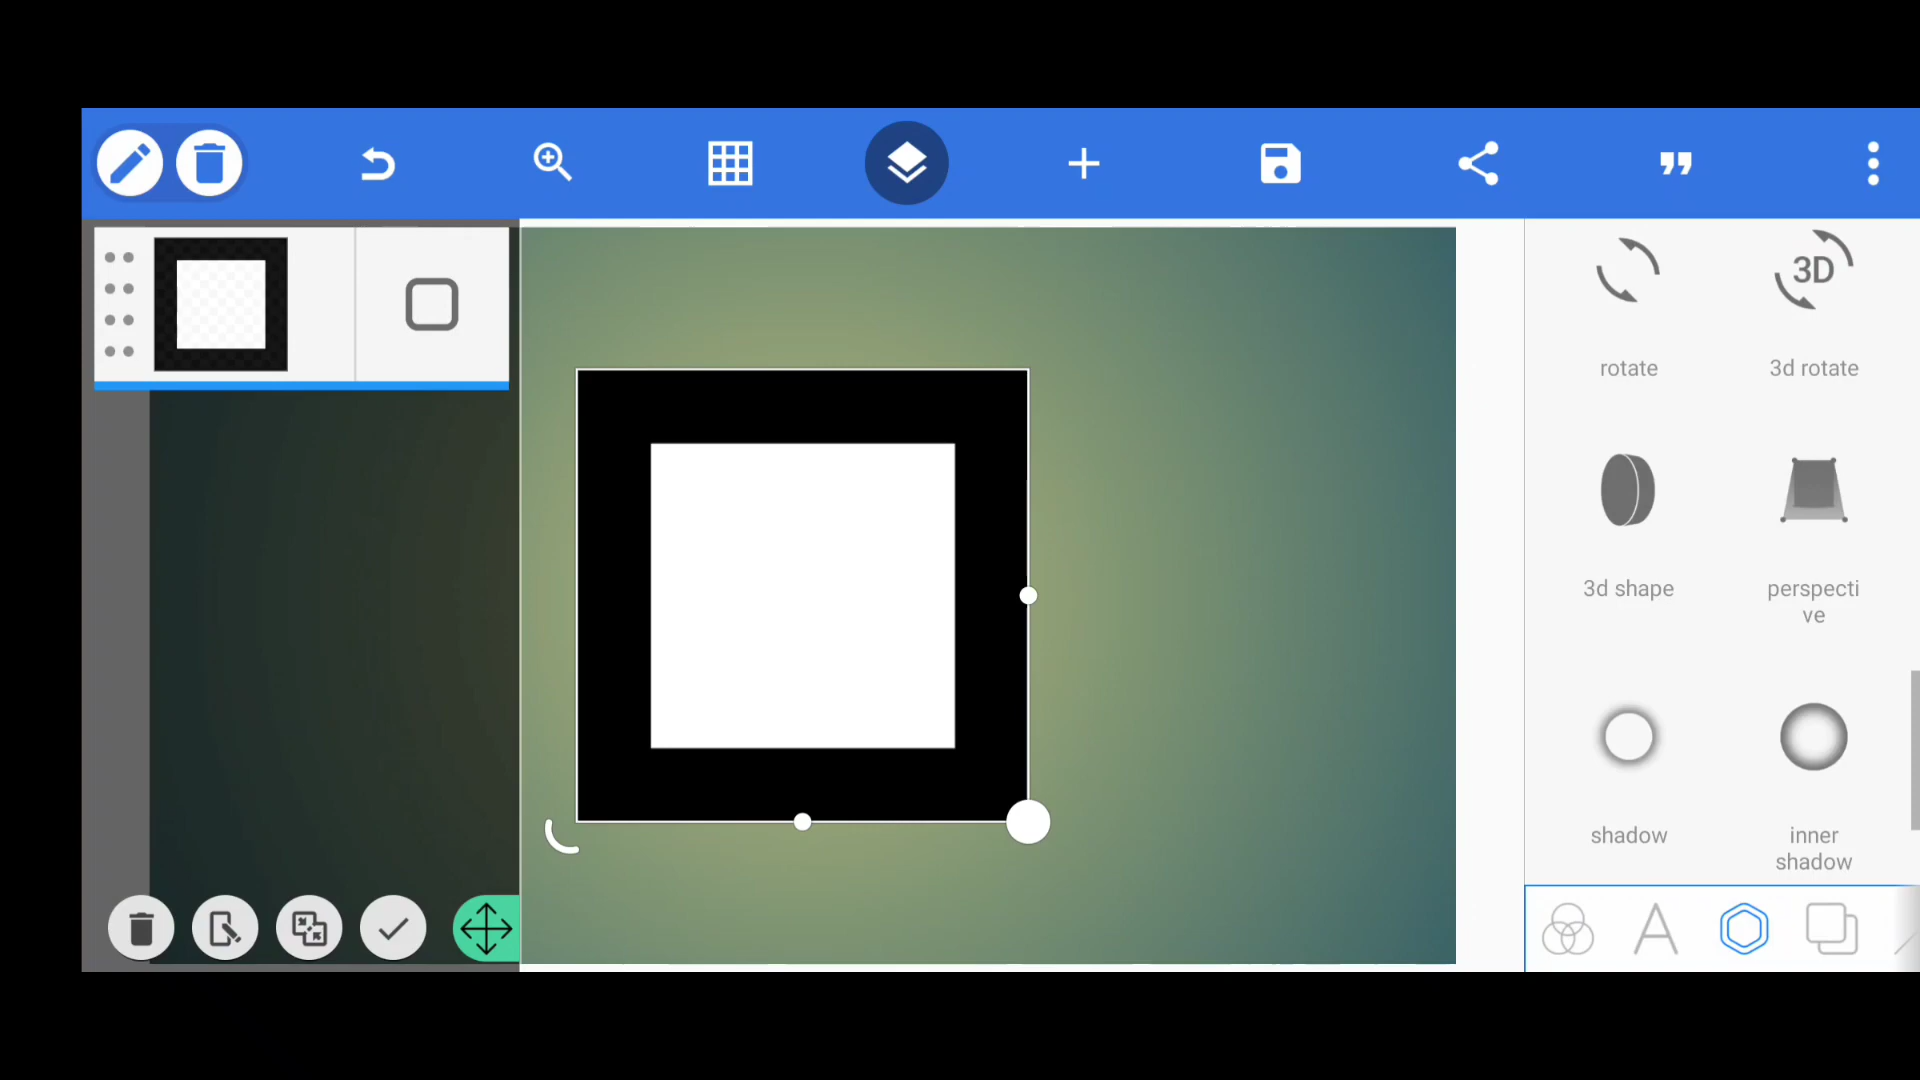 3D
rotate
3d rotate
3d shape
perspecti
ve
shadow
inner
shadow